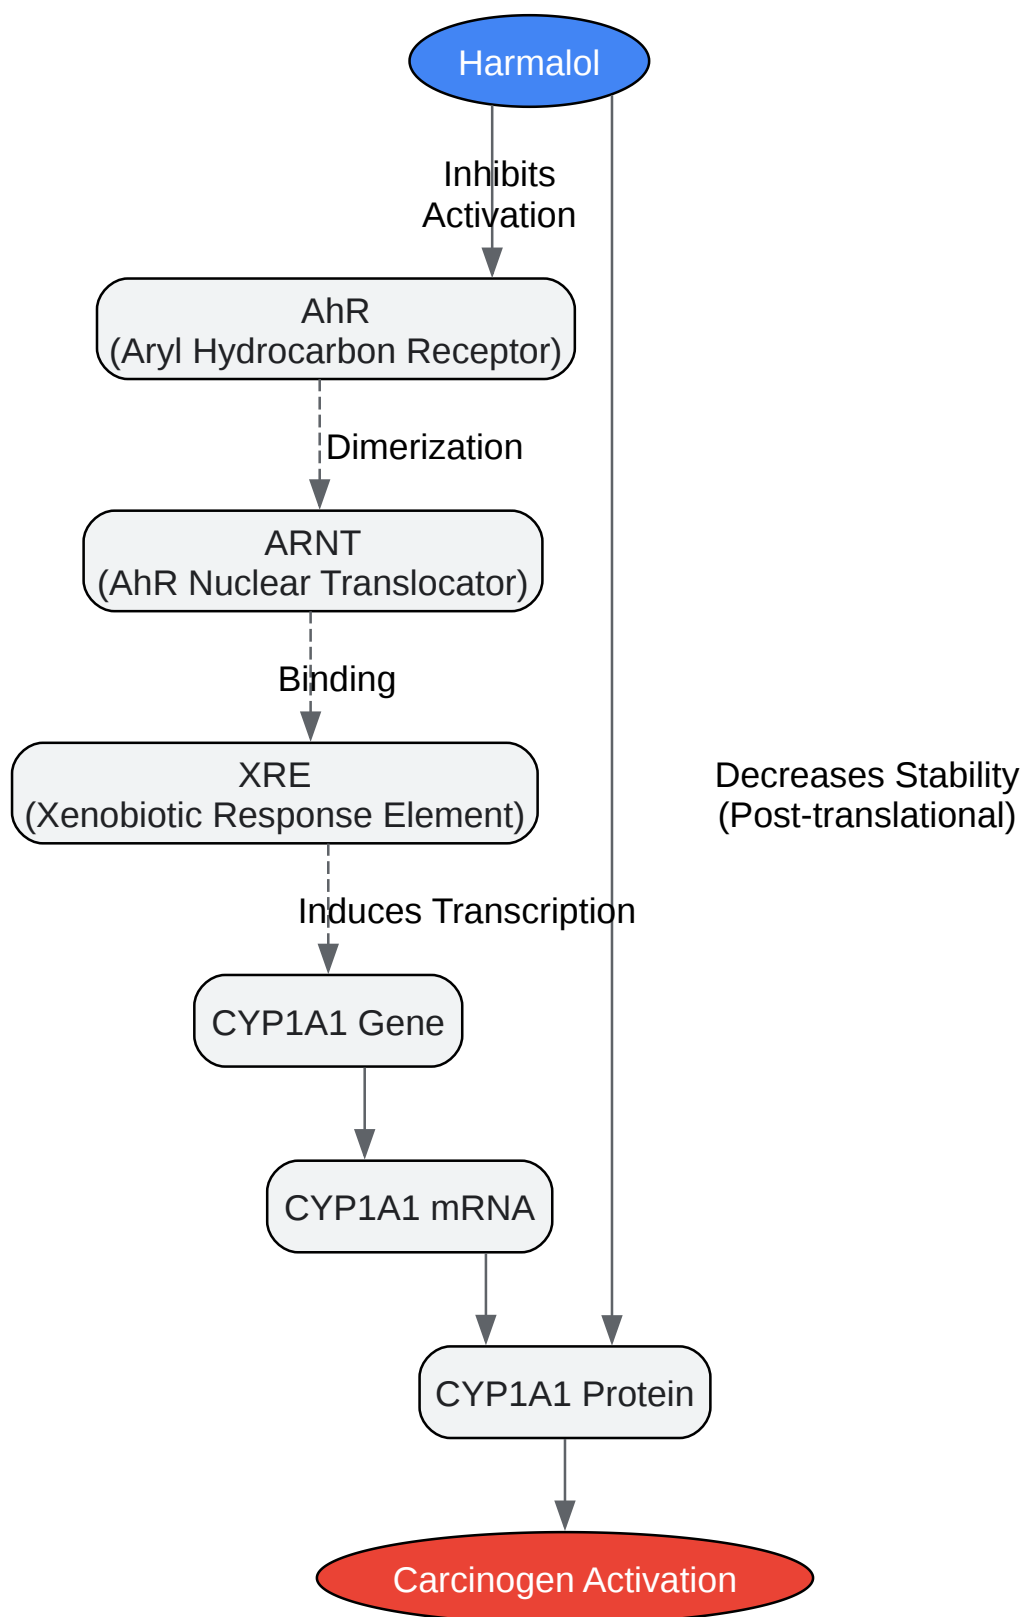 Harmalol
Inhibits
Activation
AhR
(Aryl Hydrocarbon Receptor)
Dimerization
ARNT
(AhR Nuclear Translocator)
Binding
XRE
(Xenobiotic Response Element)
Decreases Stability
(Post-translational)
Induces Transcription
CYP1A1 Gene
CYP1A1 mRNA
CYP1A1 Protein
Carcinogen Activation